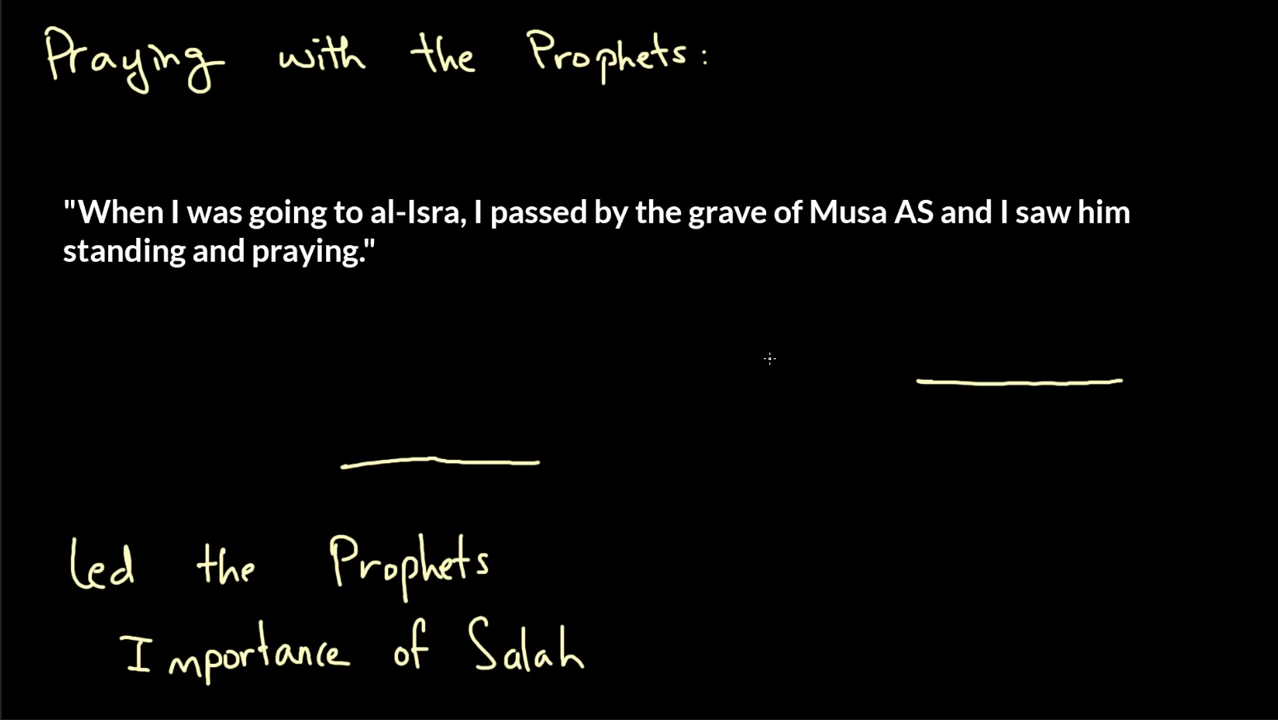 Praying with the Prophets:
"When I was going to al-Isra, I passed by the grave of Musa AS and I saw him
standing and praying."
Led the Prophets
Importance of Salah